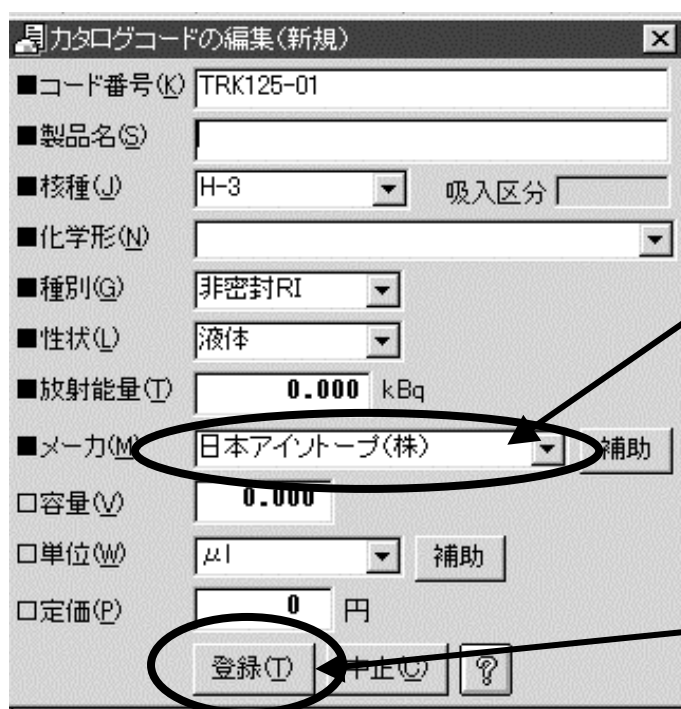 カタログコードの編集(新規)
■コード番号(K) TRK125-01
■製品名(S)
■核種(J) H-3 吸入区分
■化学形(N)
■種別(G) 非密封RI
■性状(L) 液体
■放射能量(T) 0.000 kBq
■メーカ(M) 日本アイソトープ(株) 補助
□容量(V) 0.000
□単位(W) μl 補助
□定価(P) 0 円
登録(T) 中止(C) ?